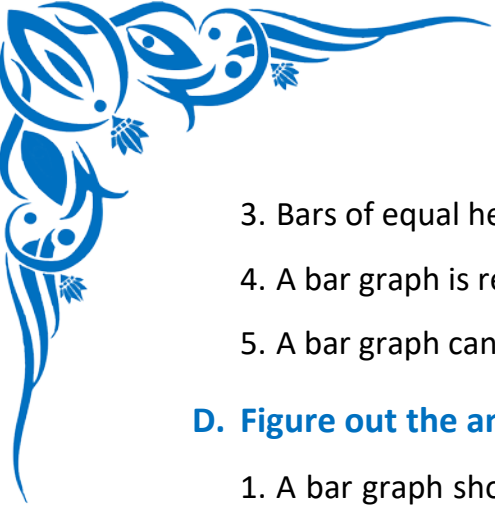 3. Bars of equal he
4. A bar graph is re
5. A bar graph can
D. Figure out the a
1. A bar graph sho